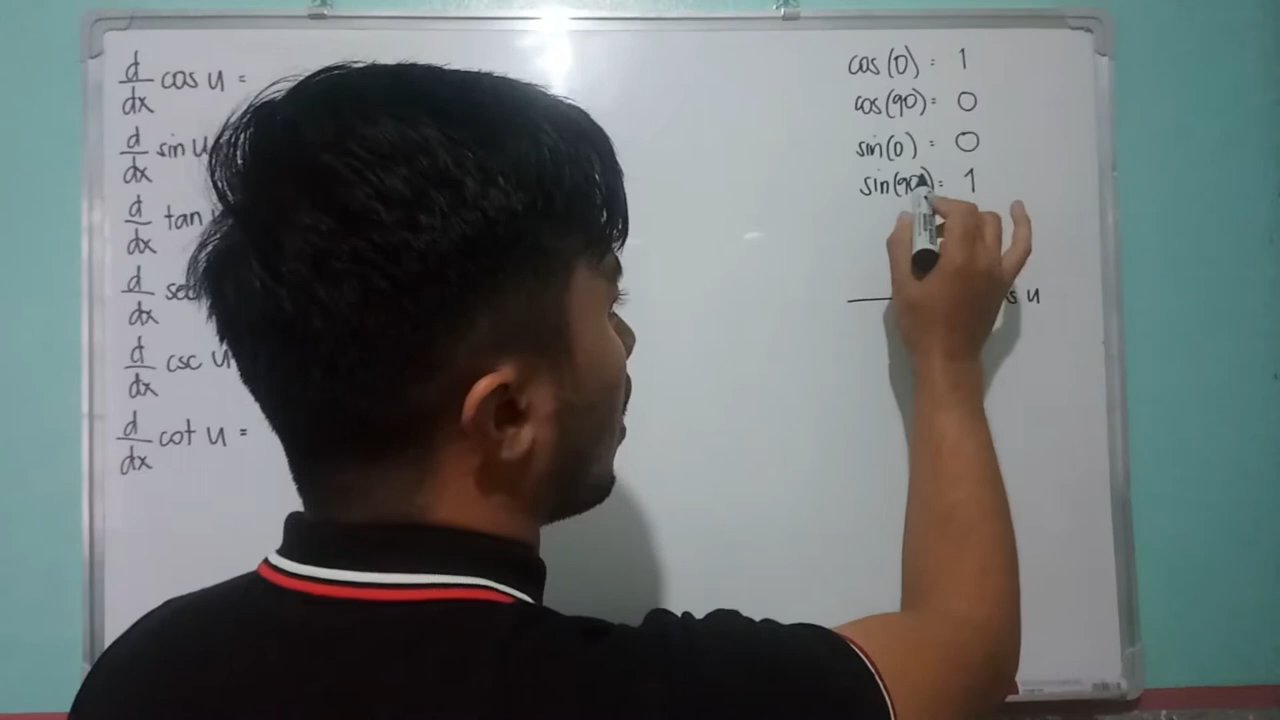 d/dx cos u =
d/dx sin u
d/dx tan
d/dx sec
d/dx csc u
d/dx cot u =
cos(0) = 1
cos(90) = 0
sin(0) = 0
sin(90) = 1
s u